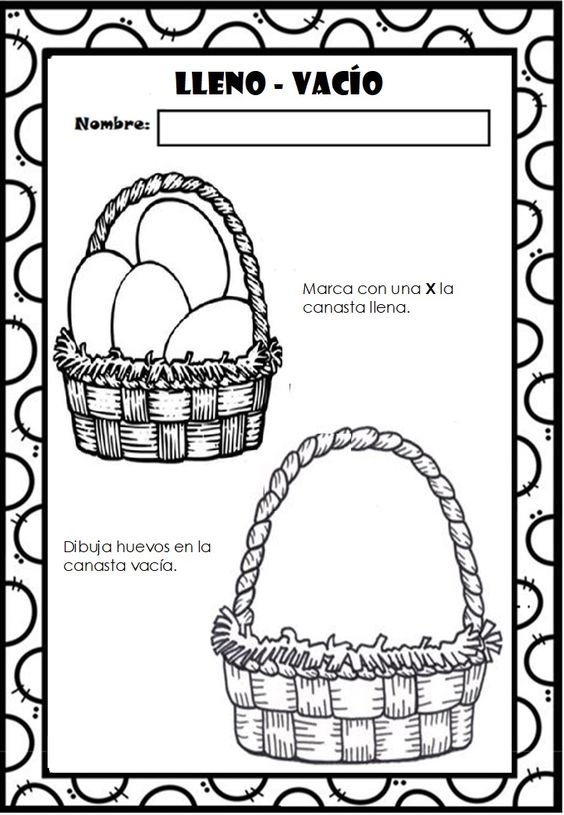 LLENO - VACÍO
Nombre:
Marca con una X la
canasta llena.
Dibuja huevos en la
canasta vacía.